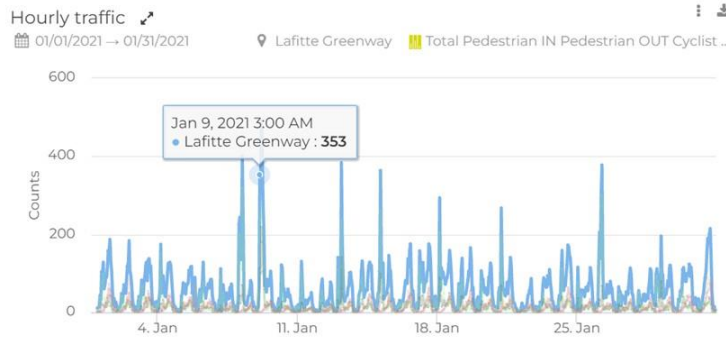 Hourly traffic
01/01/2021 → 01/31/2021 Lafitte Greenway Total Pedestrian IN Pedestrian OUT Cyclist ..
600
Jan 9, 2021 3:00 AM
● Lafitte Greenway : 353
400
Counts
200
0
4. Jan 11. Jan 18. Jan 25. Jan